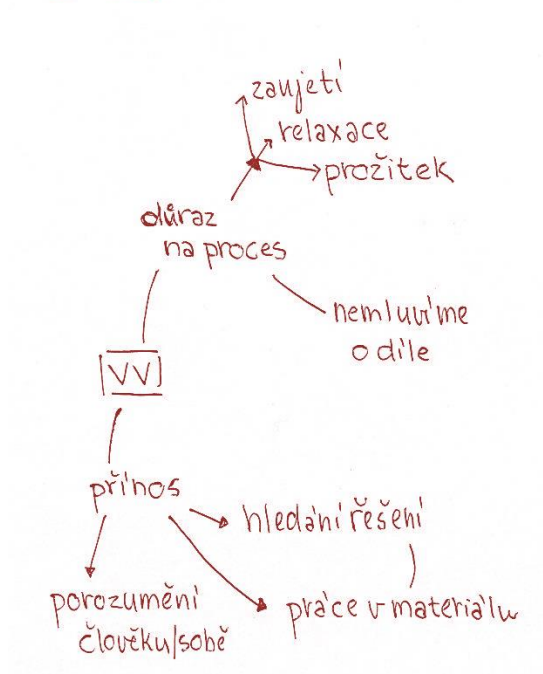 zaujetí
relaxace
prožitek
důraz
na proces
nemluvíme
o díle
VV
přínos
hledání řešení
porozumění
člověku/sobě
práce v materiálu